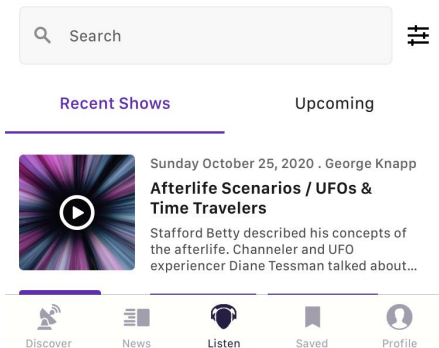 Search
Recent Shows
Upcoming
Sunday October 25, 2020 . George Knapp
Afterlife Scenarios / UFOs &
Time Travelers
Stafford Betty described his concepts of
the afterlife. Channeler and UFO
experiencer Diane Tessman talked about...
Discover
News
Listen
Saved
Profile